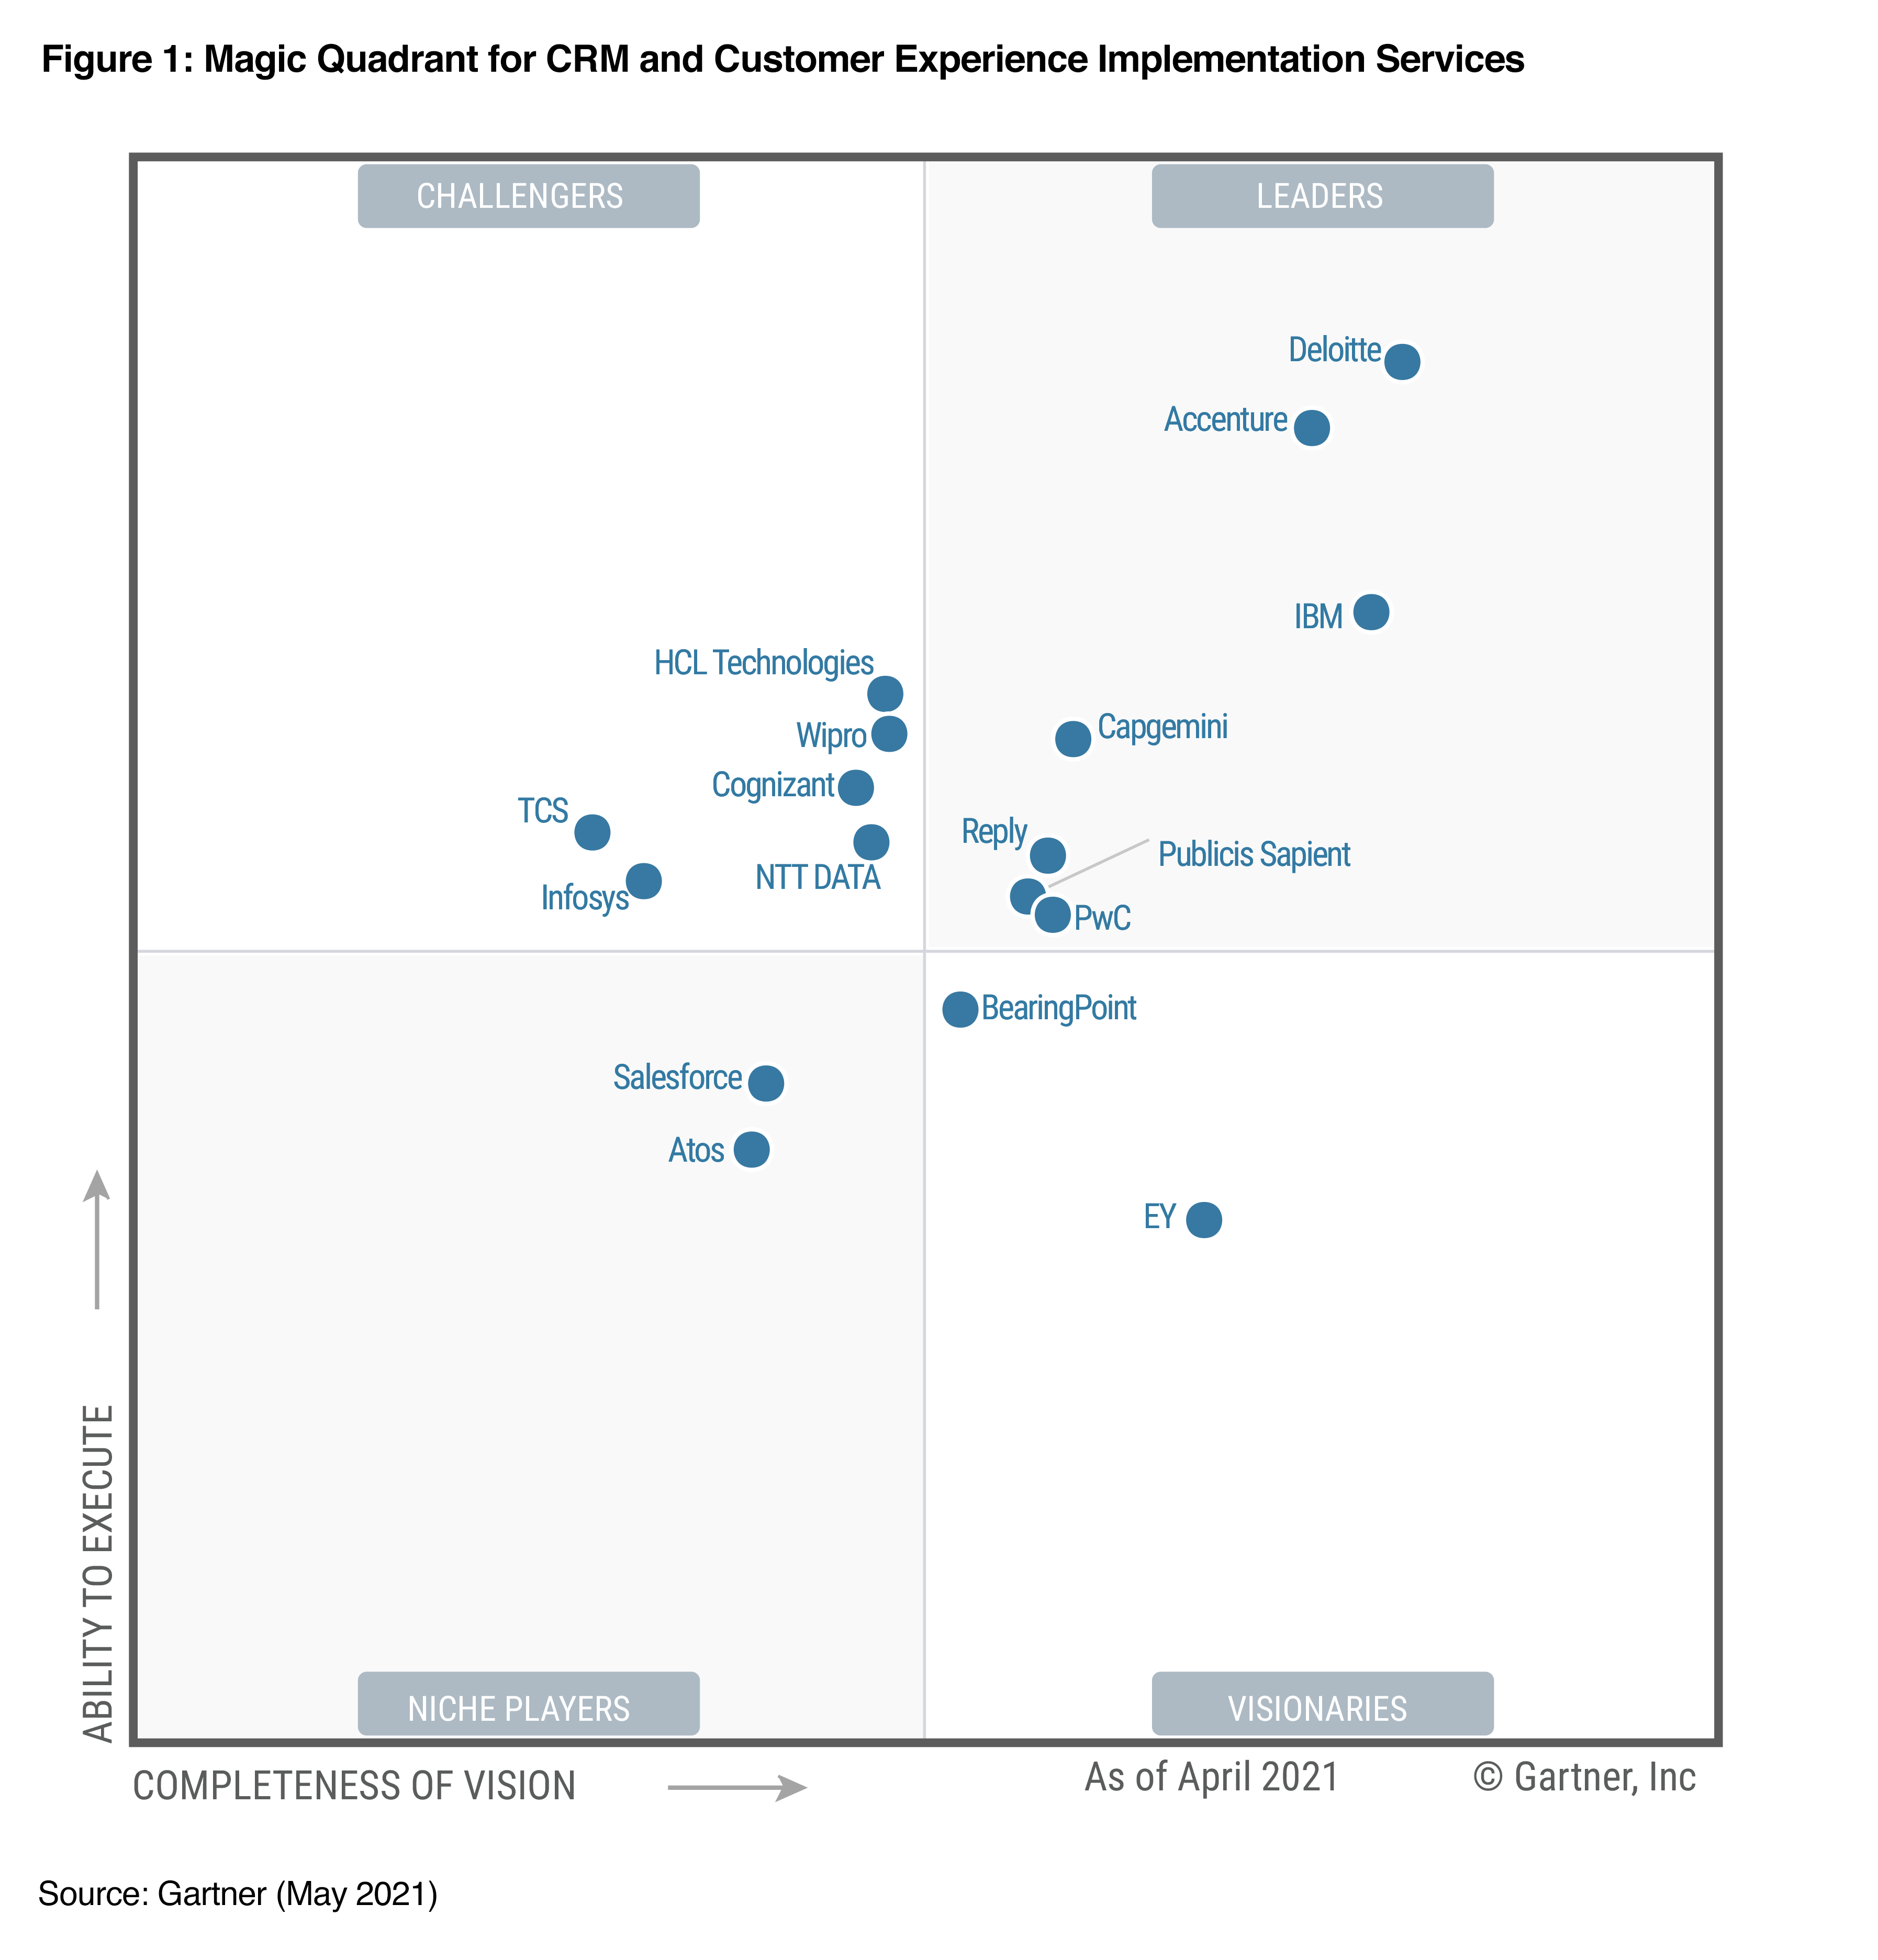 Figure 1: Magic Quadrant for CRM and Customer Experience Implementation Services
CHALLENGERS
LEADERS
Deloitte
Accenture
IBM
HCL Technologies
Wipro
Capgemini
Cognizant
TCS
Reply
Publicis Sapient
NTT DATA
Infosys
PwC
BearingPoint
Salesforce
Atos
EY
ABILITY TO EXECUTE
NICHE PLAYERS
VISIONARIES
COMPLETENESS OF VISION
As of April 2021
© Gartner, Inc
Source: Gartner (May 2021)